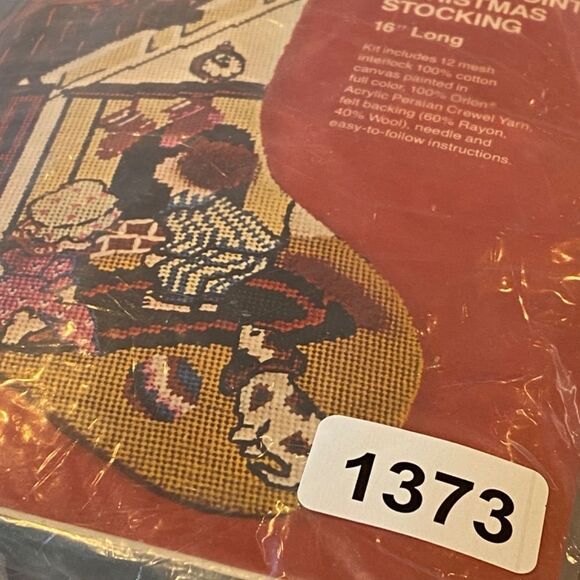 STOCKING
16" Long
Kit includes 12 mesh
interlock 100% cotton
canvas painted in
full color, 100% Orlon®
Acrylic Persian Crewel Yarn,
felt backing (60% Rayon,
40% Wool), needle and
easy-to-follow instructions.
1373